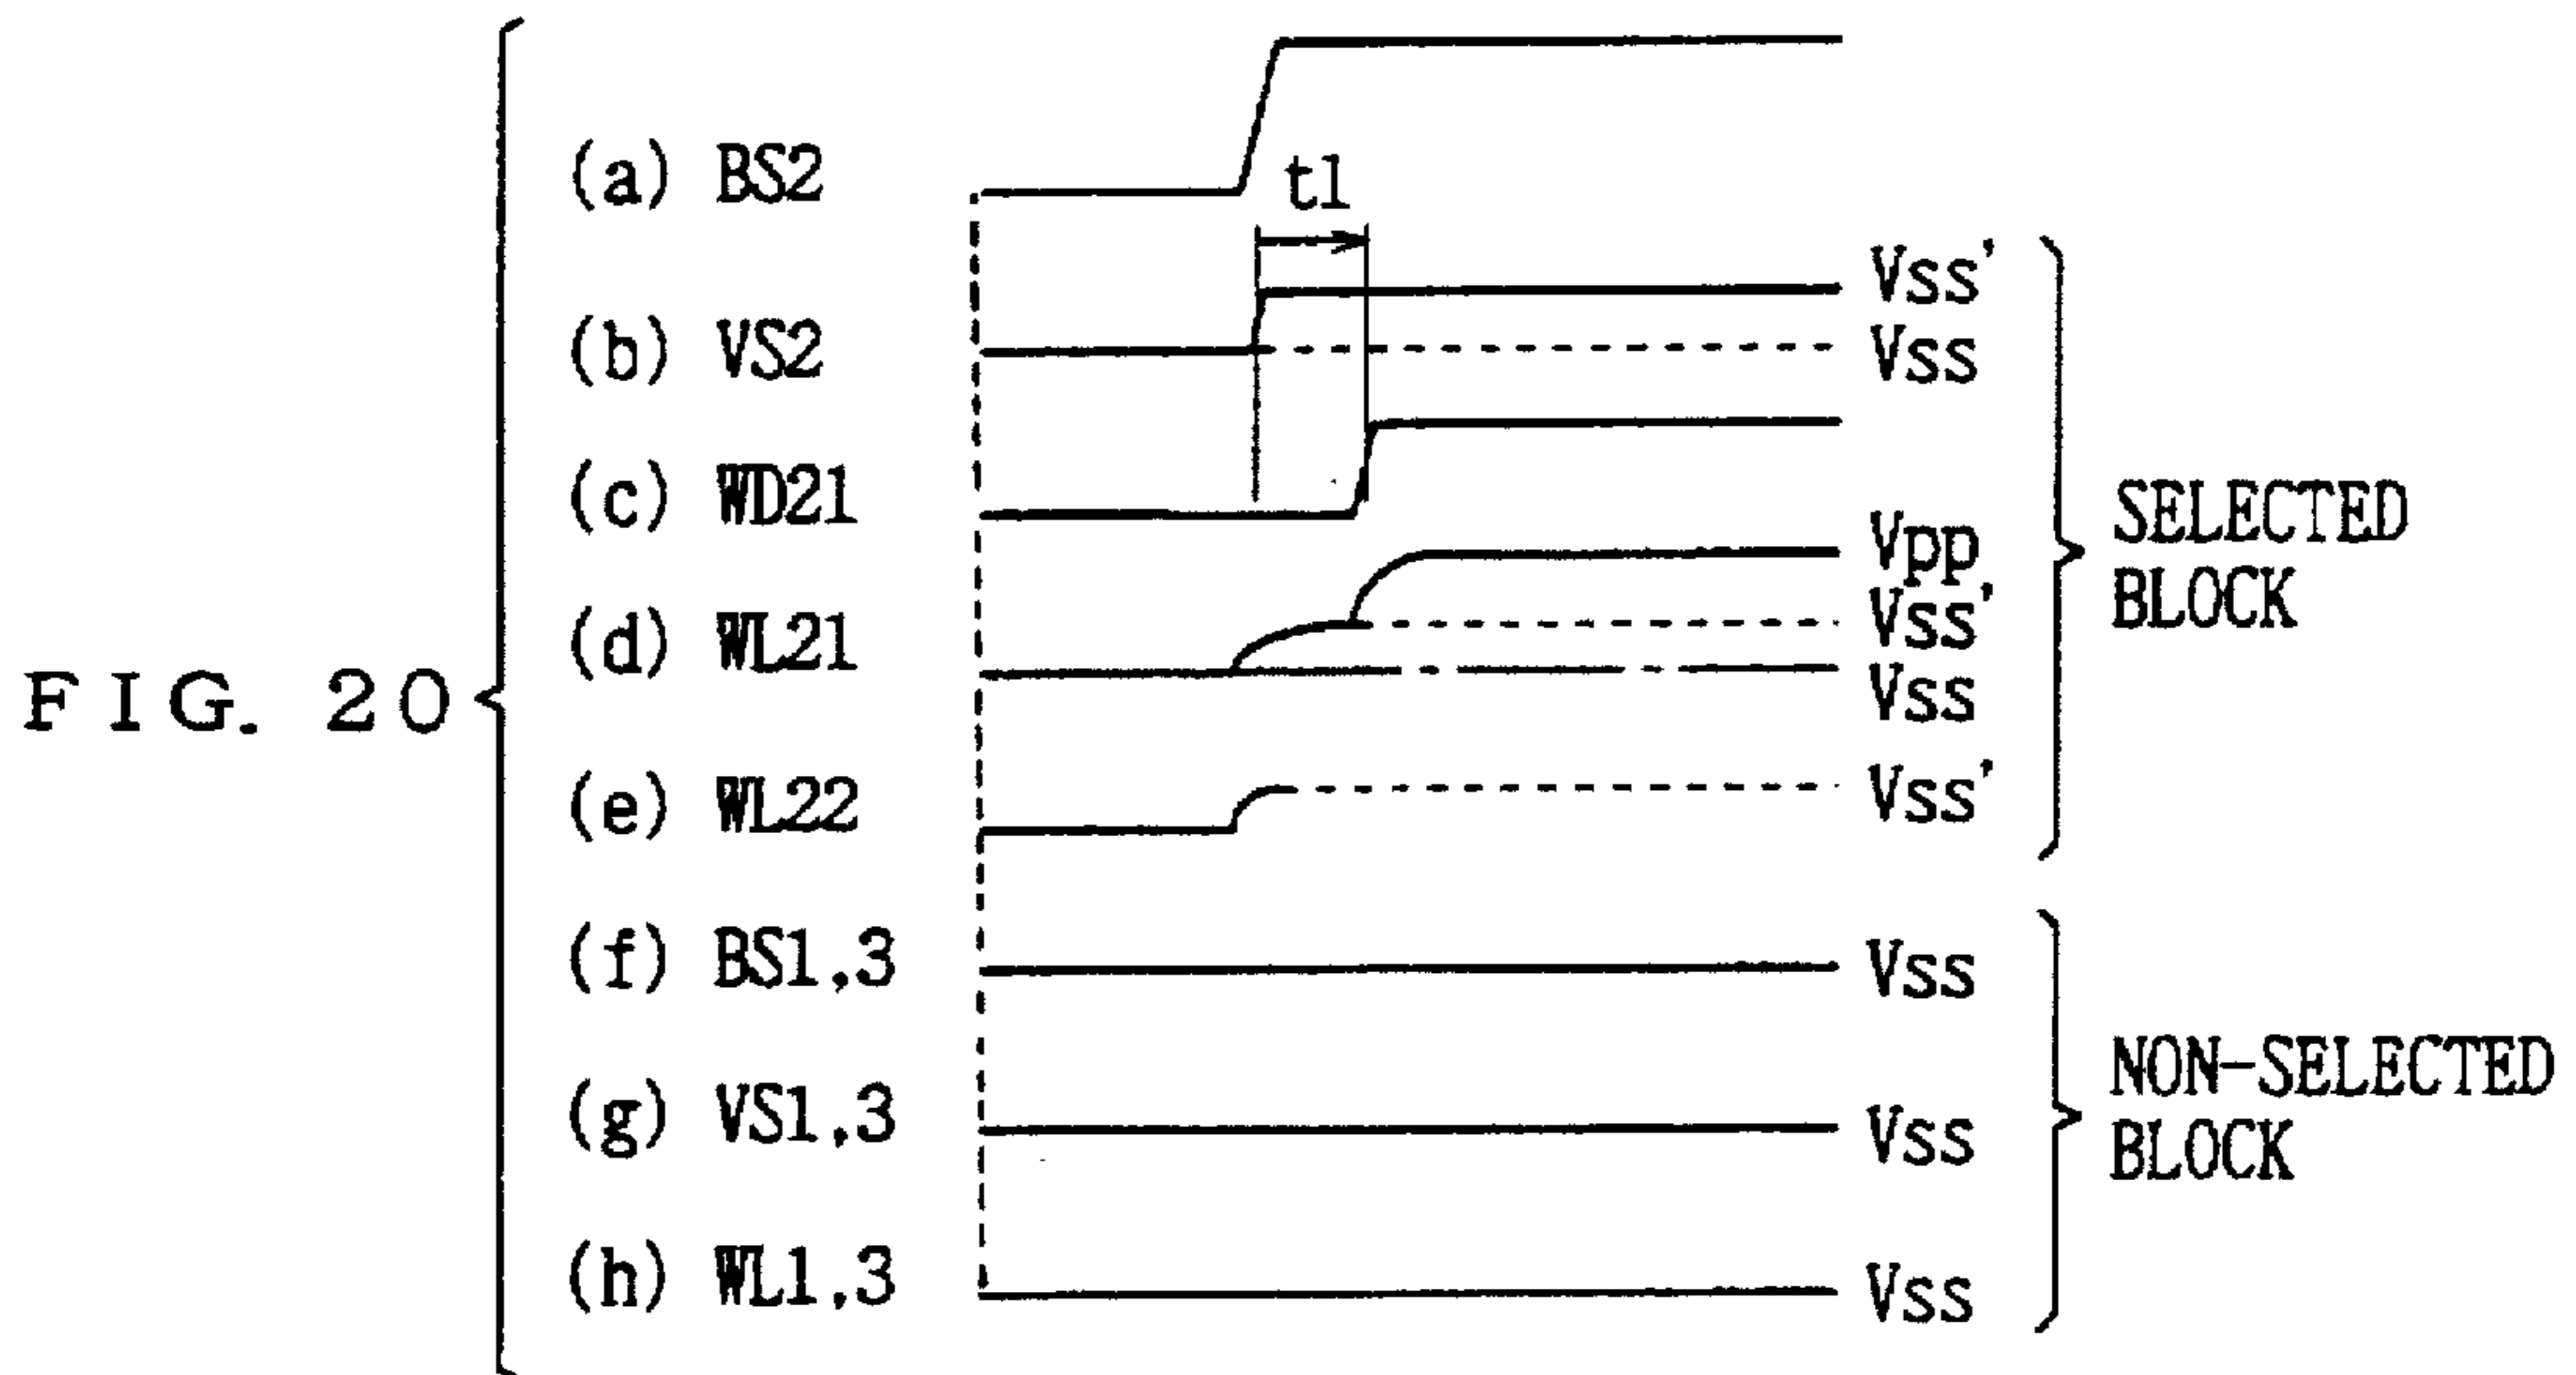 FIG. 20
(a) BS2
t1
(b) VS2
Vss'
Vss
(c) WD21
(d) WL21
Vpp
Vss'
Vss
(e) WL22
Vss'
SELECTED
BLOCK
(f) BS1,3
Vss
(g) VS1,3
Vss
(h) WL1,3
Vss
NON-SELECTED
BLOCK